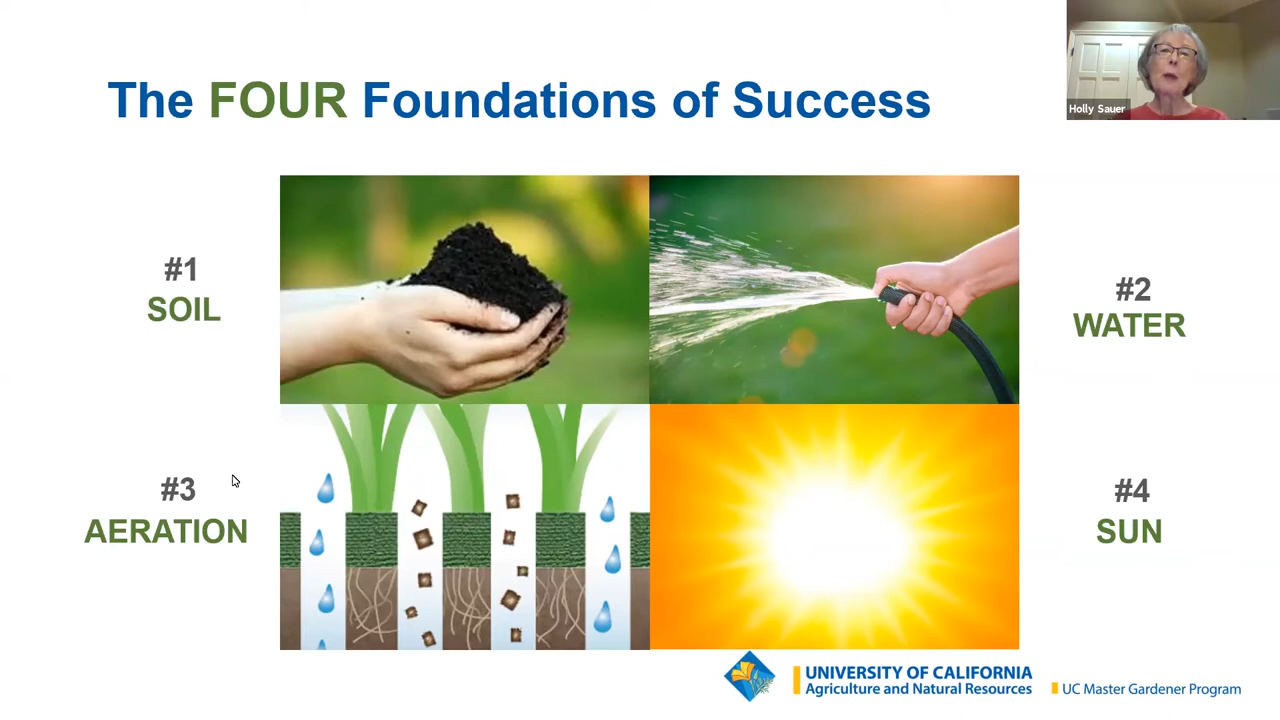 The FOUR Foundations of Success
Holly Sauer
#1
SOIL
#2
WATER
#3
AERATION
#4
SUN
UNIVERSITY OF CALIFORNIA
Agriculture and Natural Resources
UC Master Gardener Program